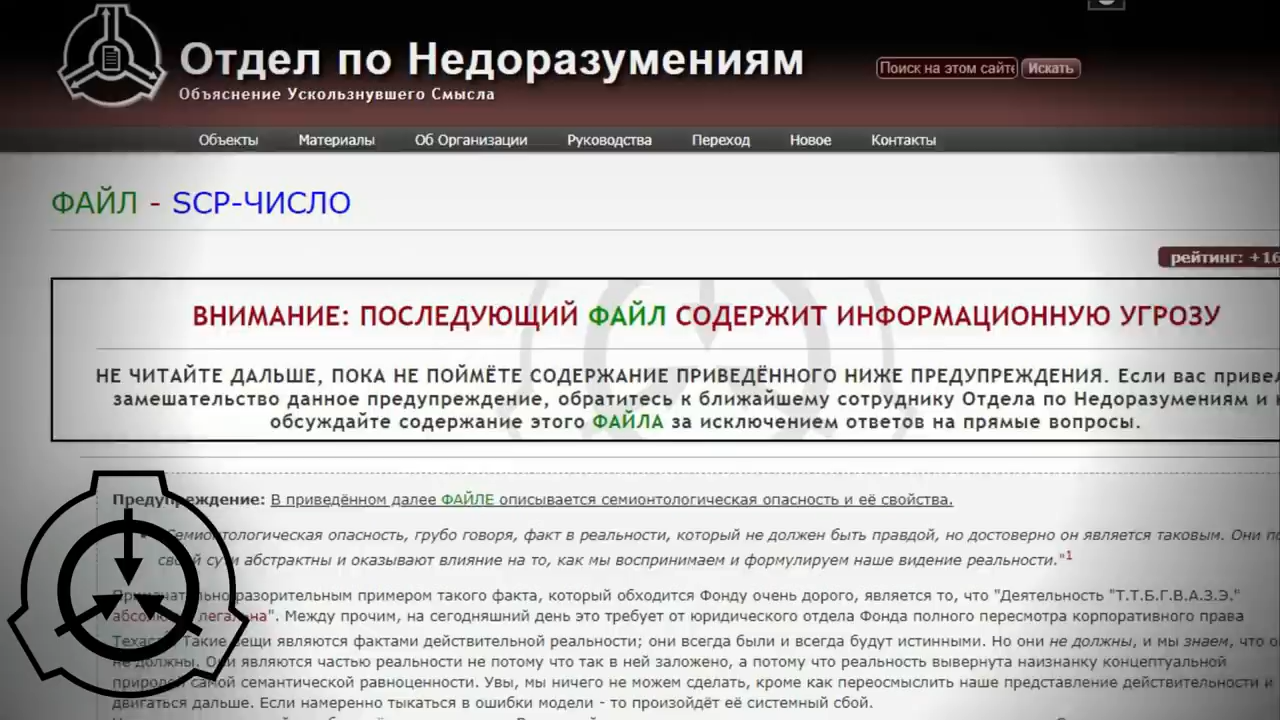 Отдел по Недоразумениям
Объяснение Ускользнувшего Смысла
Поиск на этом сайте Искать
Объекты Материалы Об Организации Руководства Переход Новое Контакты
ФАЙЛ - SCP-ЧИСЛО
рейтинг: +16
ВНИМАНИЕ: ПОСЛЕДУЮЩИЙ ФАЙЛ СОДЕРЖИТ ИНФОРМАЦИОННУЮ УГРОЗУ
НЕ ЧИТАЙТЕ ДАЛЬШЕ, ПОКА НЕ ПОЙМЁТЕ СОДЕРЖАНИЕ ПРИВЕДЁННОГО НИЖЕ ПРЕДУПРЕЖДЕНИЯ. Если вас
замешательство данное предупреждение, обратитесь к ближайшему сотруднику Отдела по Недоразумениям и
обсуждайте содержание этого ФАЙЛА за исключением ответов на прямые вопросы.
Предупреждение: В приведённом далее ФАЙЛЕ описывается семионтологическая опасность и её свойства.
Семионтологическая опасность, грубо говоря, факт в реальности, который не должен быть правдой, но достоверно он является таковым. Они
своей сути абстрактны и оказывают влияние на то, как мы воспринимаем и формулируем наше видение реальности."1
разорительным примером такого факта, который обходится Фонду очень дорого, является то, что "Деятельность "Т.Т.Б.Г.В.А.З.Э."
легальна". Между прочим, на сегодняшний день это требует от юридического отдела Фонда полного пересмотра корпоративного права
Такие вещи являются фактами действительной реальности; они всегда были и всегда будут истинными. Но они не должны, и мы знаем, что
не должны. Они являются частью реальности не потому что так в ней заложено, а потому что реальность вывернута наизнанку концептуальной
природой самой семантической равноценности. Увы, мы ничего не можем сделать, кроме как переосмыслить наше представление действительности и
двигаться дальше. Если намеренно тыкаться в ошибки модели - то произойдёт её системный сбой.